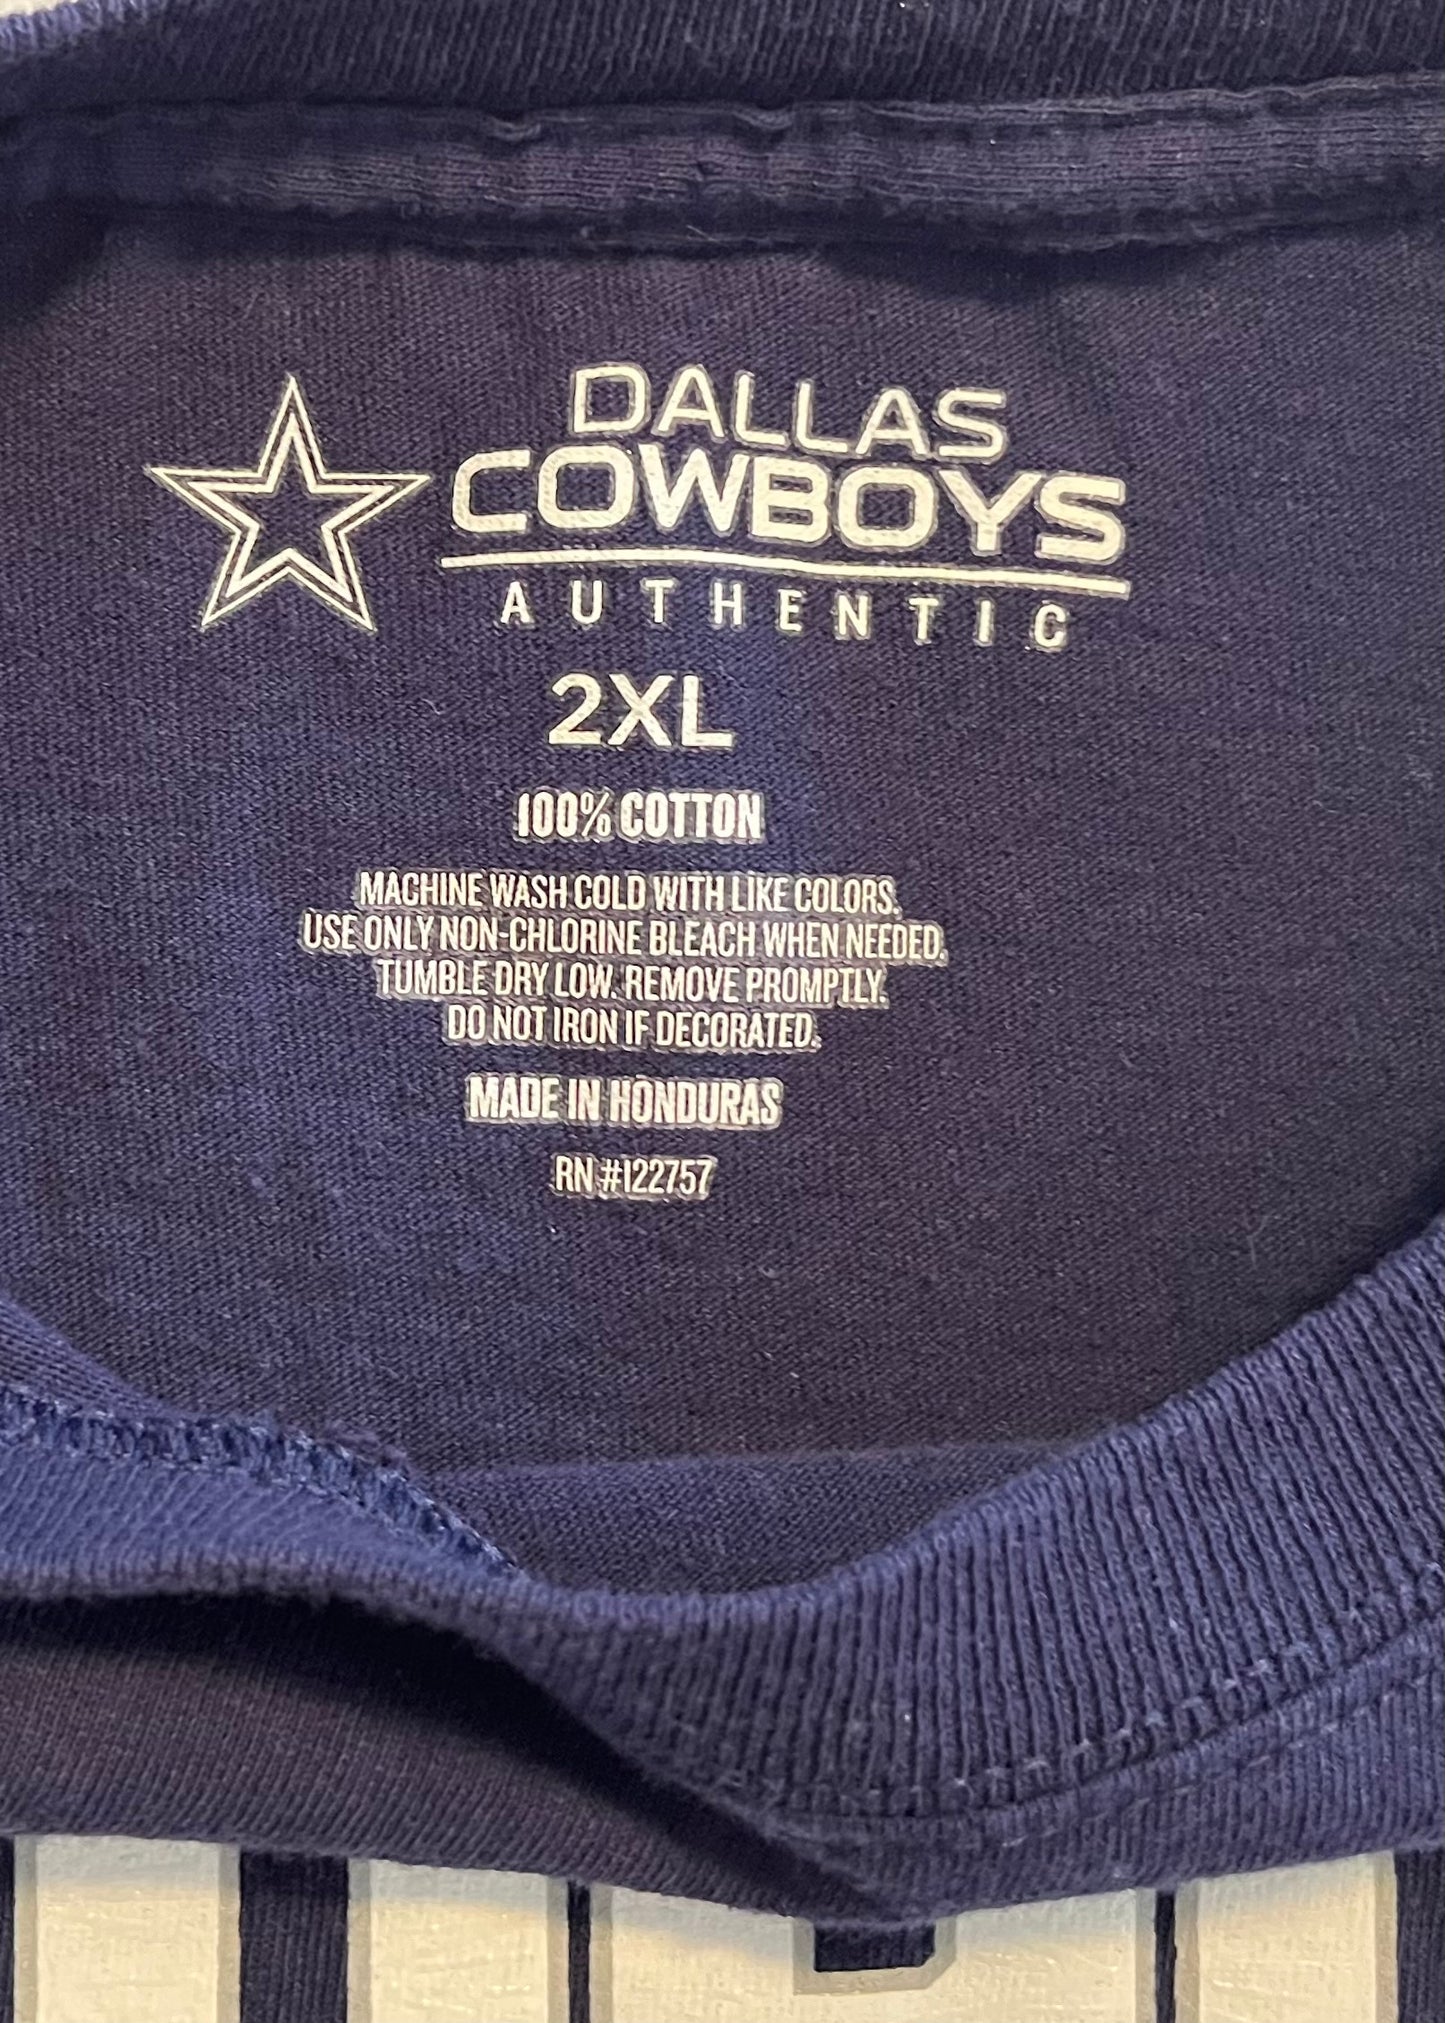 DALLAS
COWBOYS
AUTHENTIC
2XL
100% COTTON
MACHINE WASH COLD WITH LIKE COLORS.
USE ONLY NON-CHLORINE BLEACH WHEN NEEDED.
TUMBLE DRY LOW. REMOVE PROMPTLY.
DO NOT IRON IF DECORATED.
MADE IN HONDURAS
RN #122757